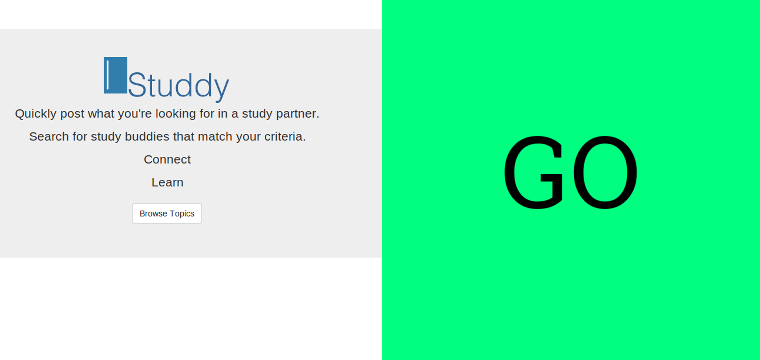 Studdy
Quickly post what you're looking for in a study partner.
Search for study buddies that match your criteria.
Connect
Learn
Browse Topics
GO